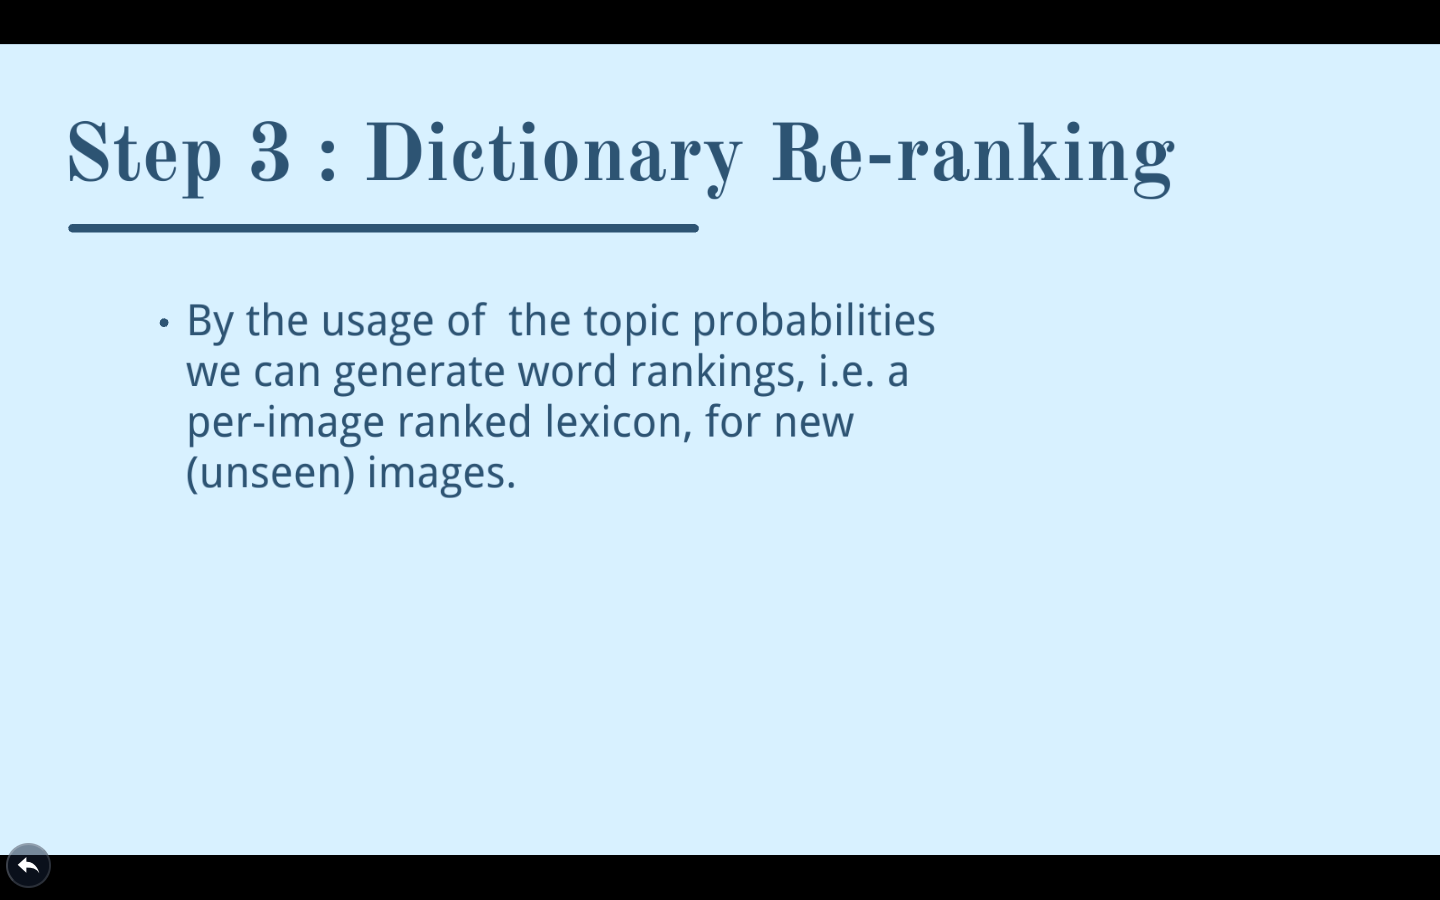 Step 3 : Dictionary Re-ranking
• By the usage of  the topic probabilities
we can generate word rankings, i.e. a
per-image ranked lexicon, for new
(unseen) images.